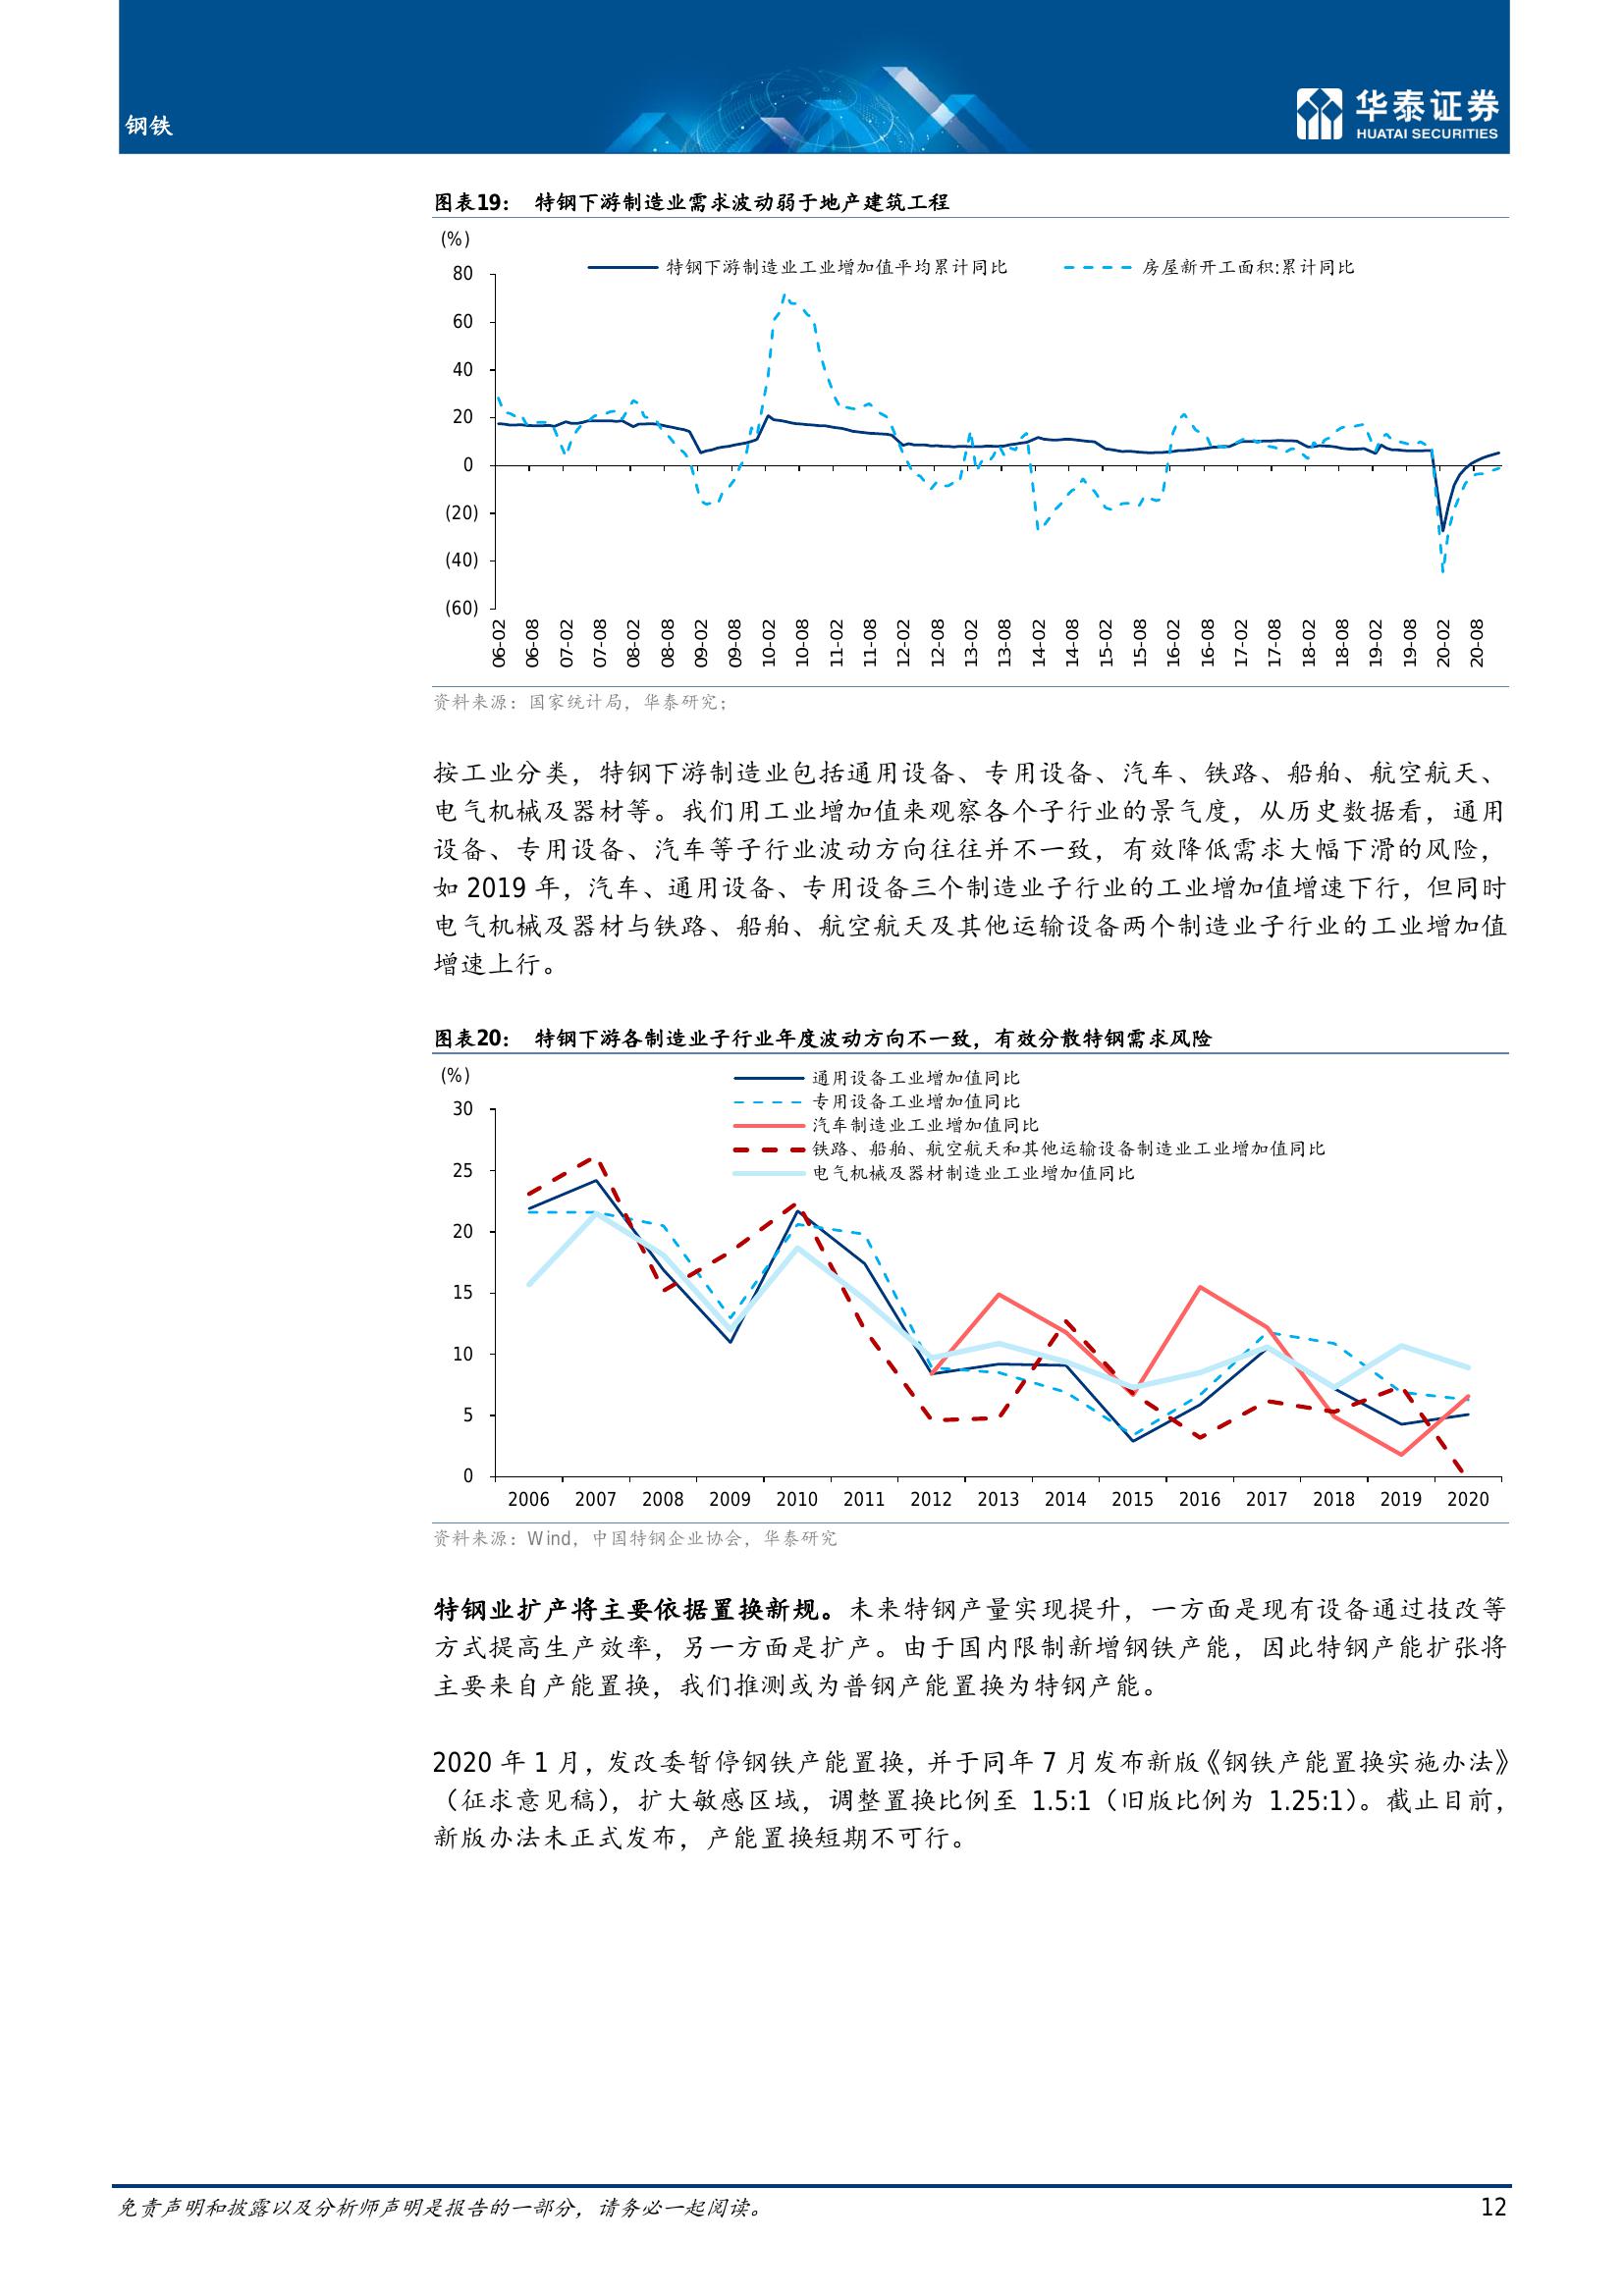 钢铁
华泰证券
HUATAI SECURITIES
图表19： 特钢下游制造业需求波动弱于地产建筑工程
(%)
特钢下游制造业工业增加值平均累计同比 房屋新开工面积:累计同比
80
60
40
20
0
(20)
(40)
(60)
06-02 06-08 07-02 07-08 08-02 08-08 09-02 09-08 10-02 10-08 11-02 11-08 12-02 12-08 13-02 13-08 14-02 14-08 15-02 15-08 16-02 16-08 17-02 17-08 18-02 18-08 19-02 19-08 20-02 20-08
资料来源：国家统计局，华泰研究；
按工业分类，特钢下游制造业包括通用设备、专用设备、汽车、铁路、船舶、航空航天、
电气机械及器材等。我们用工业增加值来观察各个子行业的景气度，从历史数据看，通用
设备、专用设备、汽车等子行业波动方向往往并不一致，有效降低需求大幅下滑的风险，
如 2019 年，汽车、通用设备、专用设备三个制造业子行业的工业增加值增速下行，但同时
电气机械及器材与铁路、船舶、航空航天及其他运输设备两个制造业子行业的工业增加值
增速上行。
图表20： 特钢下游各制造业子行业年度波动方向不一致，有效分散特钢需求风险
(%)
通用设备工业增加值同比
专用设备工业增加值同比
汽车制造业工业增加值同比
铁路、船舶、航空航天和其他运输设备制造业工业增加值同比
电气机械及器材制造业工业增加值同比
30
25
20
15
10
5
0
2006 2007 2008 2009 2010 2011 2012 2013 2014 2015 2016 2017 2018 2019 2020
资料来源：Wind，中国特钢企业协会，华泰研究
特钢业扩产将主要依据置换新规。未来特钢产量实现提升，一方面是现有设备通过技改等
方式提高生产效率，另一方面是扩产。由于国内限制新增钢铁产能，因此特钢产能扩张将
主要来自产能置换，我们推测或为普钢产能置换为特钢产能。
2020 年 1 月，发改委暂停钢铁产能置换，并于同年 7 月发布新版《钢铁产能置换实施办法》
（征求意见稿），扩大敏感区域，调整置换比例至 1.5:1（旧版比例为 1.25:1）。截止目前，
新版办法未正式发布，产能置换短期不可行。
免责声明和披露以及分析师声明是报告的一部分，请务必一起阅读。
12